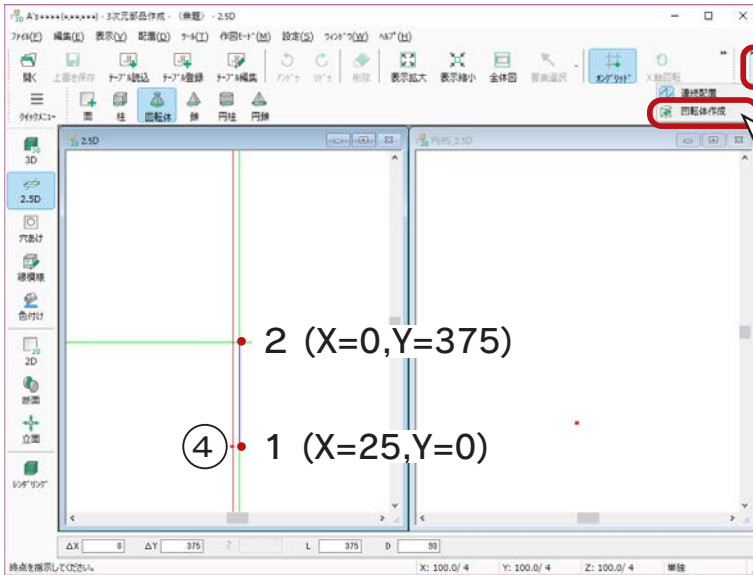 A's****(*,**,**) - 3次元部品作成 - （無題） - 2.5D
ﾌｧｲﾙ(F) 編集(E) 表示(V) 配置(D) ﾂｰﾙ(T) 作図ﾓｰﾄﾞ(M) 設定(S) ｳｨﾝﾄﾞｳ(W) ﾍﾙﾌﾟ(H)
開く 上書き保存 ﾃｰﾌﾞﾙ読込 ﾃｰﾌﾞﾙ登録 ﾃｰﾌﾞﾙ編集 ｱﾝﾄﾞｩ ﾘﾄﾞｩ 削除 表示拡大 表示縮小 全体図 要素選択 ｵﾝｸﾞﾘｯﾄﾞ X軸回転
連続配置
回転体作成
ｸｲｯｸﾒﾆｭｰ 面 柱 回転体 錐 円柱 円錐
3D
2.5D
穴あけ
線模様
色付け
2D
断面
立面
ﾚﾝﾀﾞﾘﾝｸﾞ
2.5D
PERS_2.5D
2 (X=0,Y=375)
④ 1 (X=25,Y=0)
ΔX 0 ΔY 375 Z L 375 D 90
終点を指示してください。 X: 100.0/ 4 Y: 100.0/ 4 Z: 100.0/ 4 単独